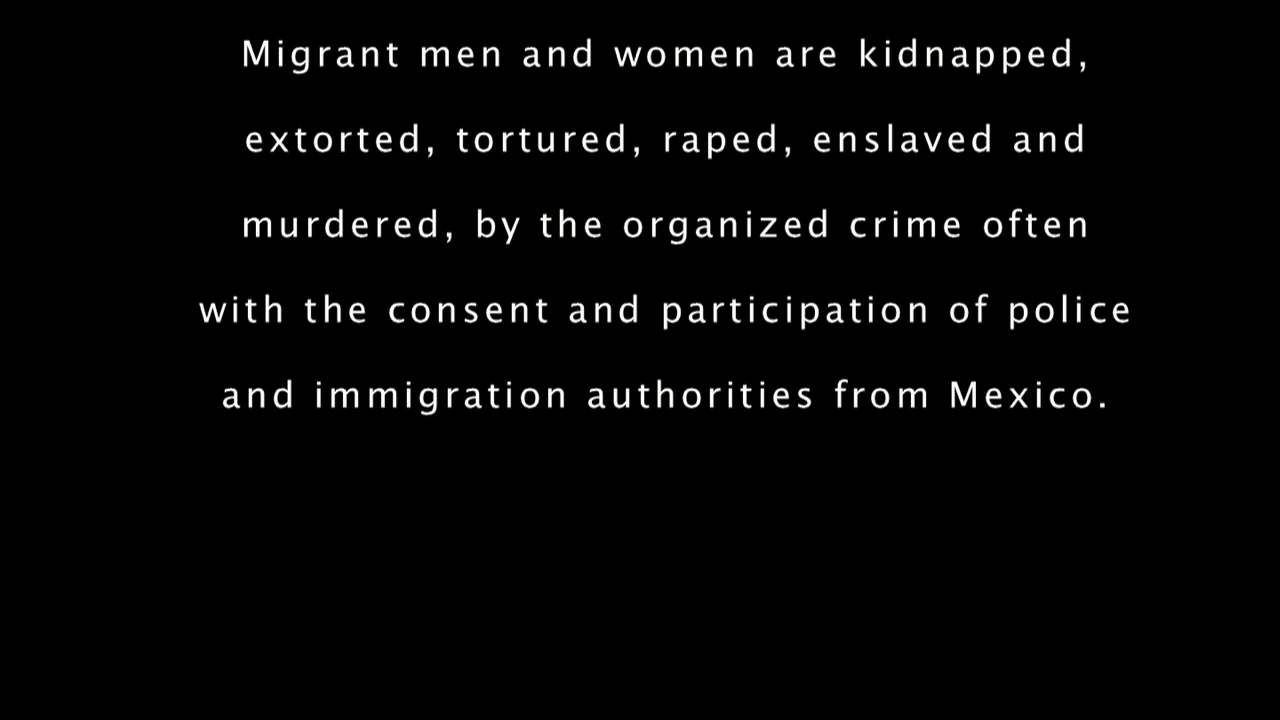 Migrant men and women are kidnapped,
extorted, tortured, raped, enslaved and
murdered, by the organized crime often
with the consent and participation of police
and immigration authorities from Mexico.